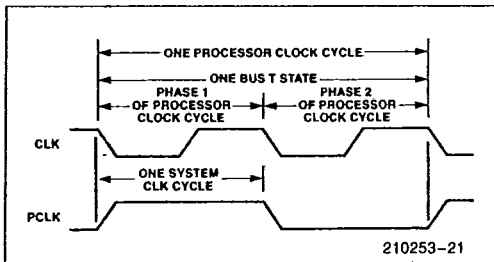 ONE PROCESSOR CLOCK CYCLE
ONE BUS T STATE
PHASE 1
OF PROCESSOR
CLOCK CYCLE
PHASE 2
OF PROCESSOR
CLOCK CYCLE
CLK
ONE SYSTEM
CLK CYCLE
PCLK
210253-21